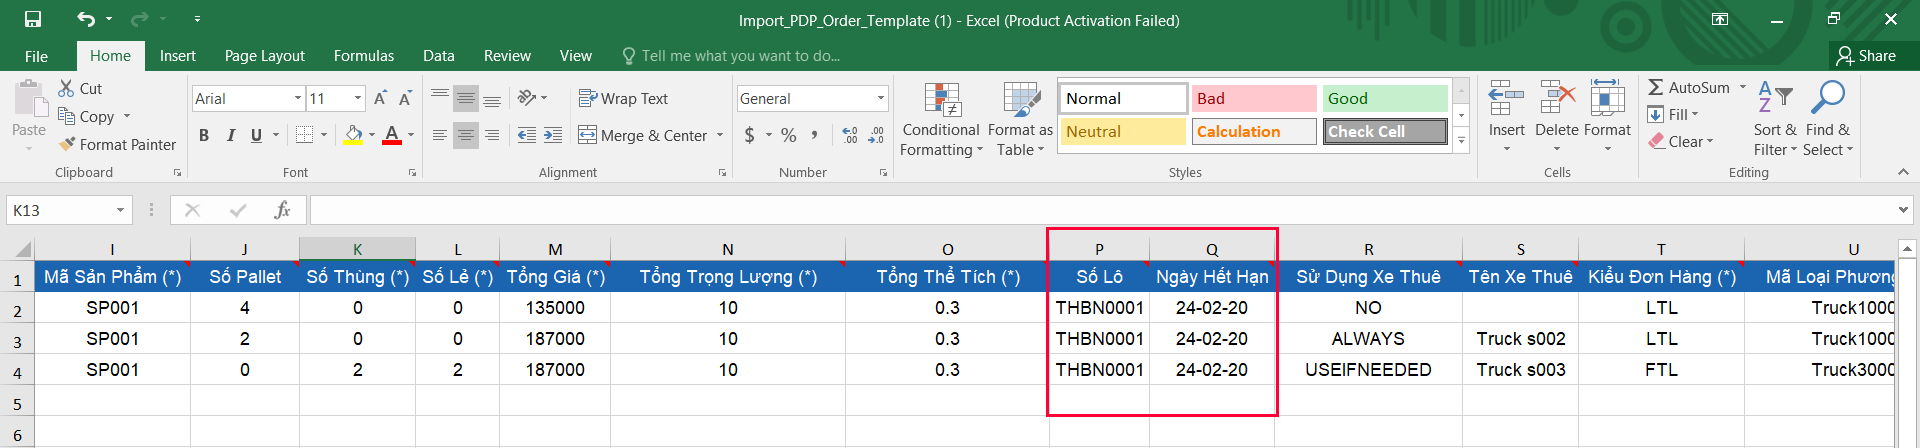 Import_PDP_Order_Template (1) - Excel (Product Activation Failed)
File Home Insert Page Layout Formulas Data Review View Tell me what you want to do... Share
Paste
Cut
Copy
Format Painter
Clipboard
Arial 11
B I U
Font
Wrap Text
Merge & Center
Alignment
General
$ % ,
Number
Conditional Formatting
Format as Table
Normal Bad Good
Neutral Calculation Check Cell
Styles
Insert Delete Format
Cells
AutoSum
Fill
Clear
Sort & Filter
Find & Select
Editing
K13 fx
I J K L M N O P Q R S T U
1 Mã Sản Phẩm (*) Số Pallet Số Thùng (*) Số Lẻ (*) Tổng Giá (*) Tổng Trọng Lượng (*) Tổng Thể Tích (*) Số Lô Ngày Hết Hạn Sử Dụng Xe Thuê Tên Xe Thuê Kiểu Đơn Hàng (*) Mã Loại Phương
2 SP001 4 0 0 135000 10 0.3 THBN0001 24-02-20 NO LTL Truck1000
3 SP001 2 0 0 187000 10 0.3 THBN0001 24-02-20 ALWAYS Truck s002 LTL Truck1000
4 SP001 0 2 2 187000 10 0.3 THBN0001 24-02-20 USEIFNEEDED Truck s003 FTL Truck3000
5
6